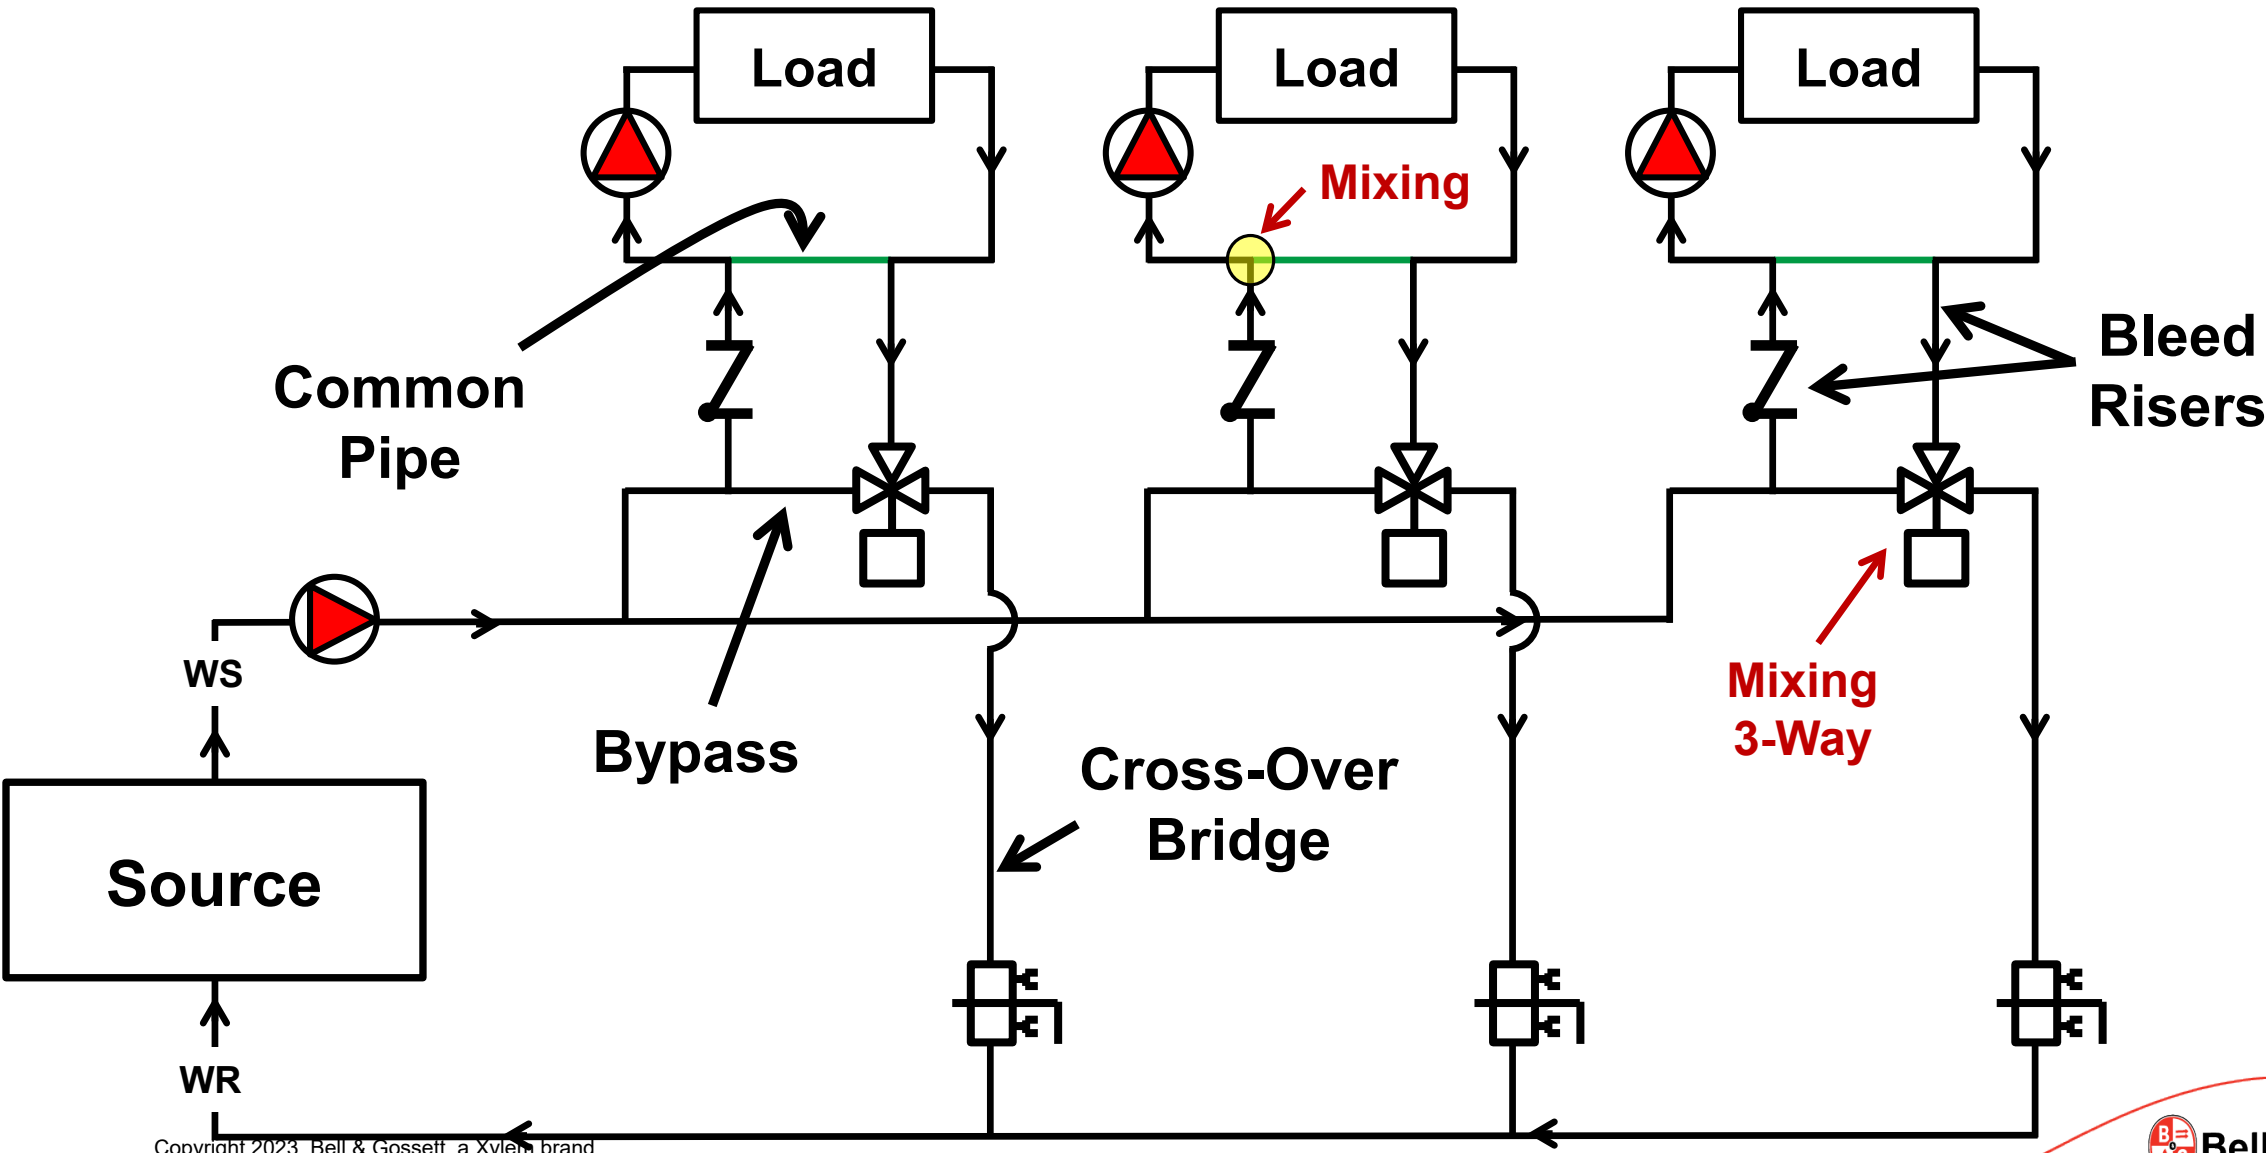 Load
Load
Load
Mixing
Common
Pipe
Bleed
Risers
WS
Bypass
Mixing
3-Way
Cross-Over
Bridge
Source
WR
Copyright 2023 Bell & Gossett a Xylem brand
B
Bell